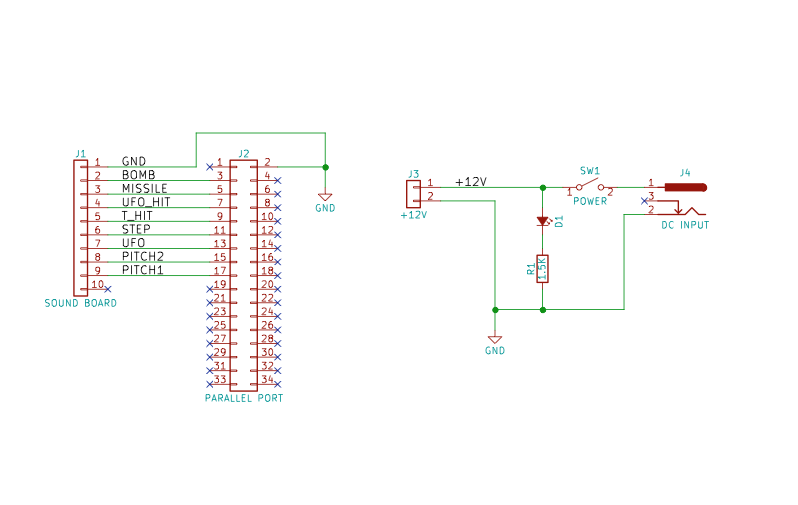 J1
1 GND
2 BOMB
3 MISSILE
4 UFO_HIT
5 T_HIT
6 STEP
7 UFO
8 PITCH2
9 PITCH1
10
SOUND BOARD
J2
1 2
3 4
5 6
7 8
9 10
11 12
13 14
15 16
17 18
19 20
21 22
23 24
25 26
27 28
29 30
31 32
33 34
PARALLEL PORT
GND
J3
1 +12V
2
+12V
D1
R1
1.5K
GND
SW1
1 2
POWER
J4
1
3
2
DC INPUT